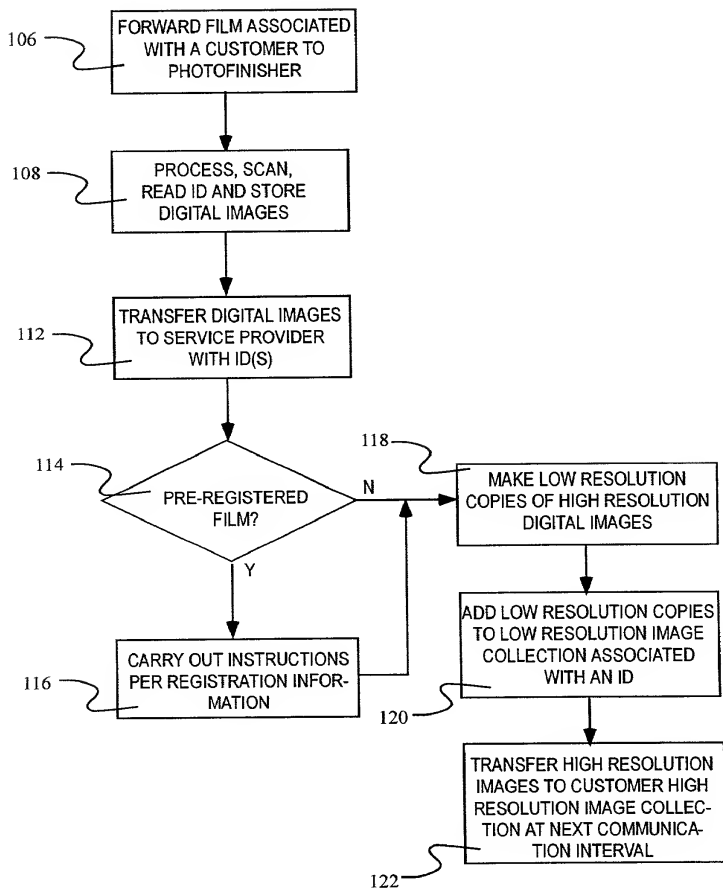 106
FORWARD FILM ASSOCIATED
WITH A CUSTOMER TO
PHOTOFINISHER
108
PROCESS, SCAN,
READ ID AND STORE
DIGITAL IMAGES
112
TRANSFER DIGITAL IMAGES
TO SERVICE PROVIDER
WITH ID(S)
114
PRE-REGISTERED
FILM?
N
Y
116
CARRY OUT INSTRUCTIONS
PER REGISTRATION INFOR-
MATION
118
MAKE LOW RESOLUTION
COPIES OF HIGH RESOLUTION
DIGITAL IMAGES
120
ADD LOW RESOLUTION COPIES
TO LOW RESOLUTION IMAGE
COLLECTION ASSOCIATED
WITH AN ID
122
TRANSFER HIGH RESOLUTION
IMAGES TO CUSTOMER HIGH
RESOLUTION IMAGE COLLEC-
TION AT NEXT COMMUNICA-
TION INTERVAL